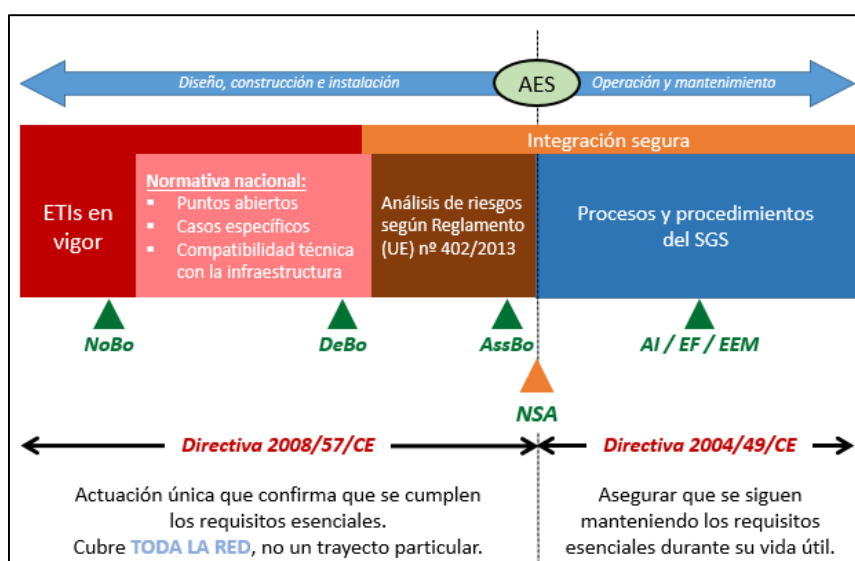 Diseño, construcción e instalación
AES
Operación y mantenimiento
Integración segura
ETIs en
vigor
Normativa nacional:
▪ Puntos abiertos
▪ Casos específicos
▪ Compatibilidad técnica
con la infraestructura
Análisis de riesgos
según Reglamento
(UE) nº 402/2013
Procesos y procedimientos
del SGS
NoBo
DeBo
AssBo
AI / EF / EEM
NSA
Directiva 2008/57/CE
Directiva 2004/49/CE
Actuación única que confirma que se cumplen
los requisitos esenciales.
Cubre TODA LA RED, no un trayecto particular.
Asegurar que se siguen
manteniendo los requisitos
esenciales durante su vida útil.